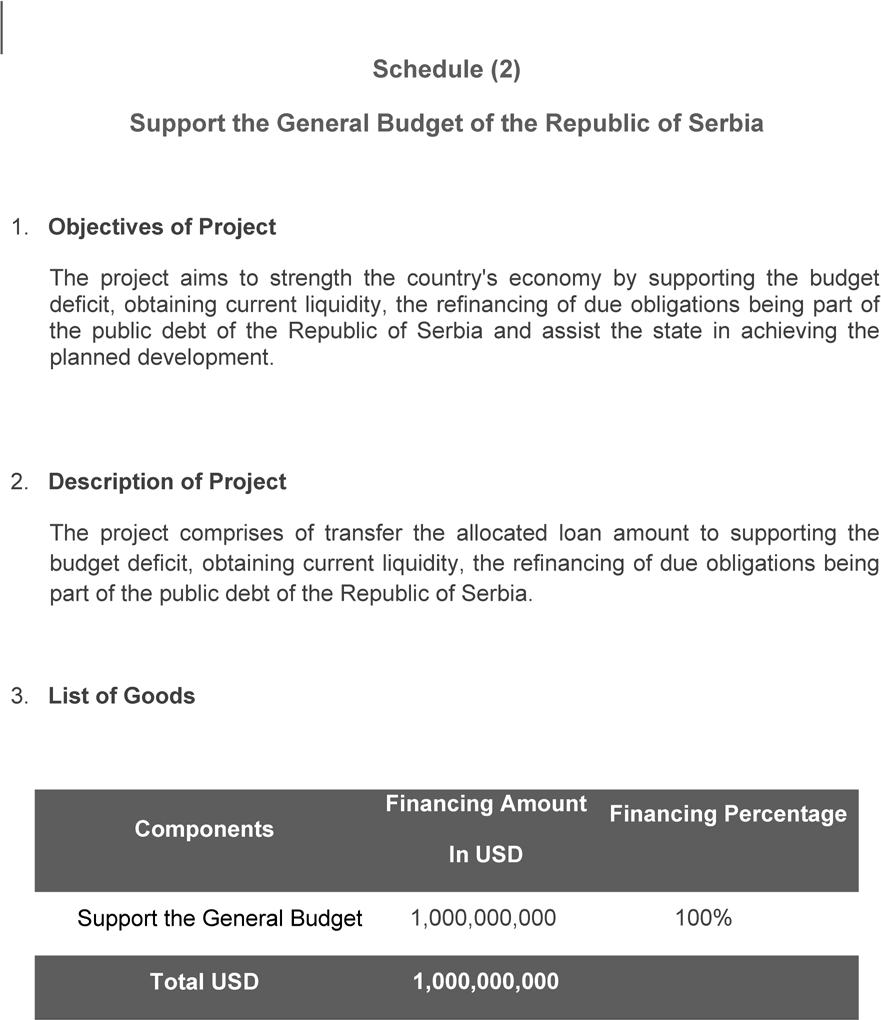 Schedule (2)
Support the General Budget of the Republic of Serbia
1. Objectives of Project
The project aims to strength the country's economy by supporting the budget
deficit, obtaining current liquidity, the refinancing of due obligations being part of
the public debt of the Republic of Serbia and assist the state in achieving the
planned development.
2. Description of Project
The project comprises of transfer the allocated loan amount to supporting the
budget deficit, obtaining current liquidity, the refinancing of due obligations being
part of the public debt of the Republic of Serbia.
3. List of Goods
Components Financing Amount In USD Financing Percentage
Support the General Budget 1,000,000,000 100%
Total USD 1,000,000,000